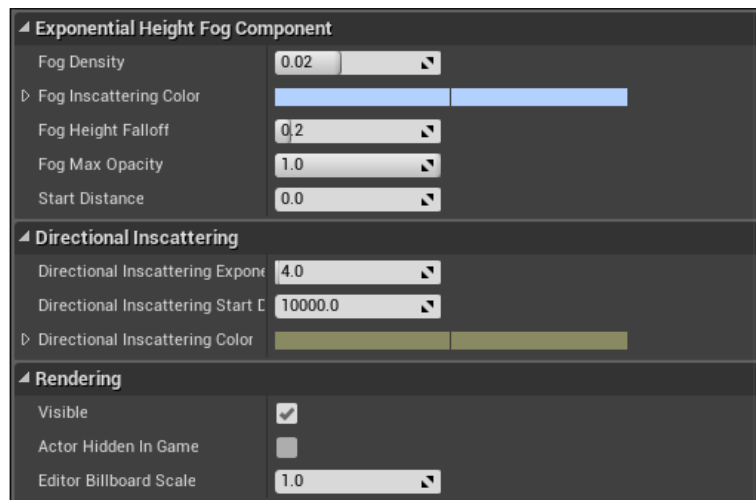 Exponential Height Fog Component
Fog Density 0.02
Fog Inscattering Color
Fog Height Falloff 0.2
Fog Max Opacity 1.0
Start Distance 0.0
Directional Inscattering
Directional Inscattering Expone 4.0
Directional Inscattering Start D 10000.0
Directional Inscattering Color
Rendering
Visible
Actor Hidden In Game
Editor Billboard Scale 1.0